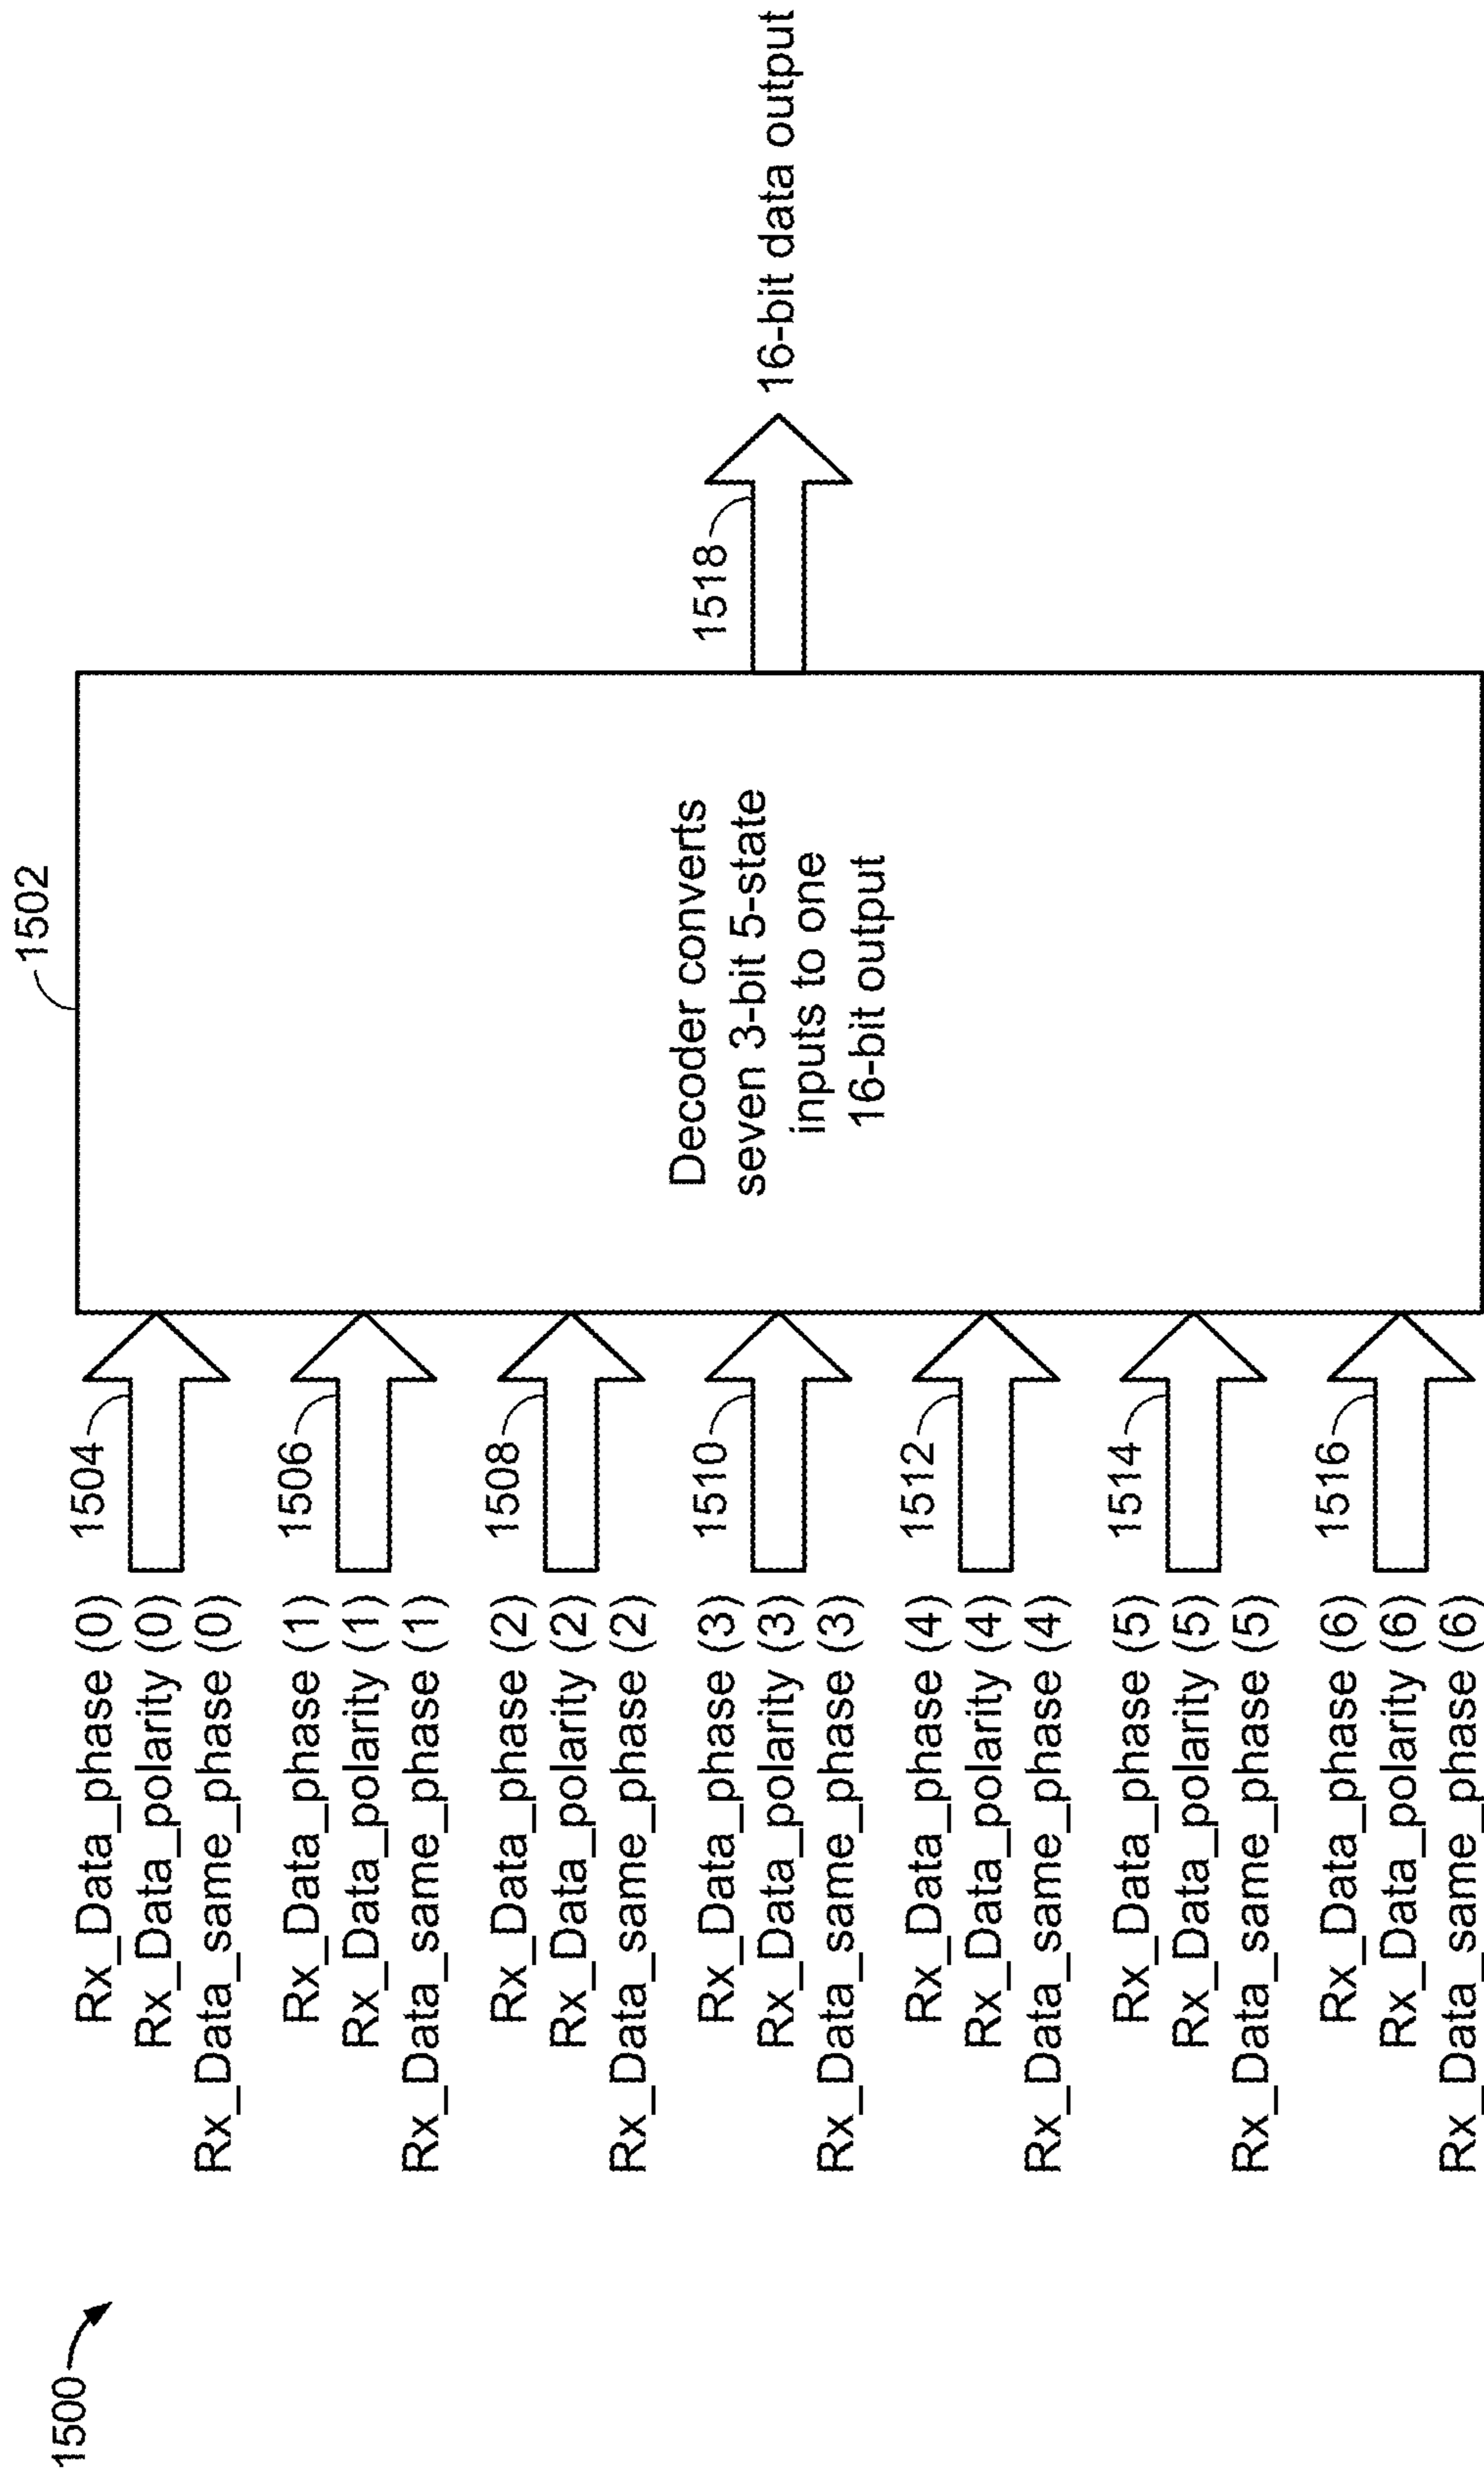 1500
1502
Rx_Data_phase (0)
Rx_Data_polarity (0)
Rx_Data_same_phase (0)
1504
Rx_Data_phase (1)
Rx_Data_polarity (1)
Rx_Data_same_phase (1)
1506
Rx_Data_phase (2)
Rx_Data_polarity (2)
Rx_Data_same_phase (2)
1508
Rx_Data_phase (3)
Rx_Data_polarity (3)
Rx_Data_same_phase (3)
1510
Rx_Data_phase (4)
Rx_Data_polarity (4)
Rx_Data_same_phase (4)
1512
Rx_Data_phase (5)
Rx_Data_polarity (5)
Rx_Data_same_phase (5)
1514
Rx_Data_phase (6)
Rx_Data_polarity (6)
Rx_Data_same_phase (6)
1516
Decoder converts
seven 3-bit 5-state
inputs to one
16-bit output
1518
16-bit data output